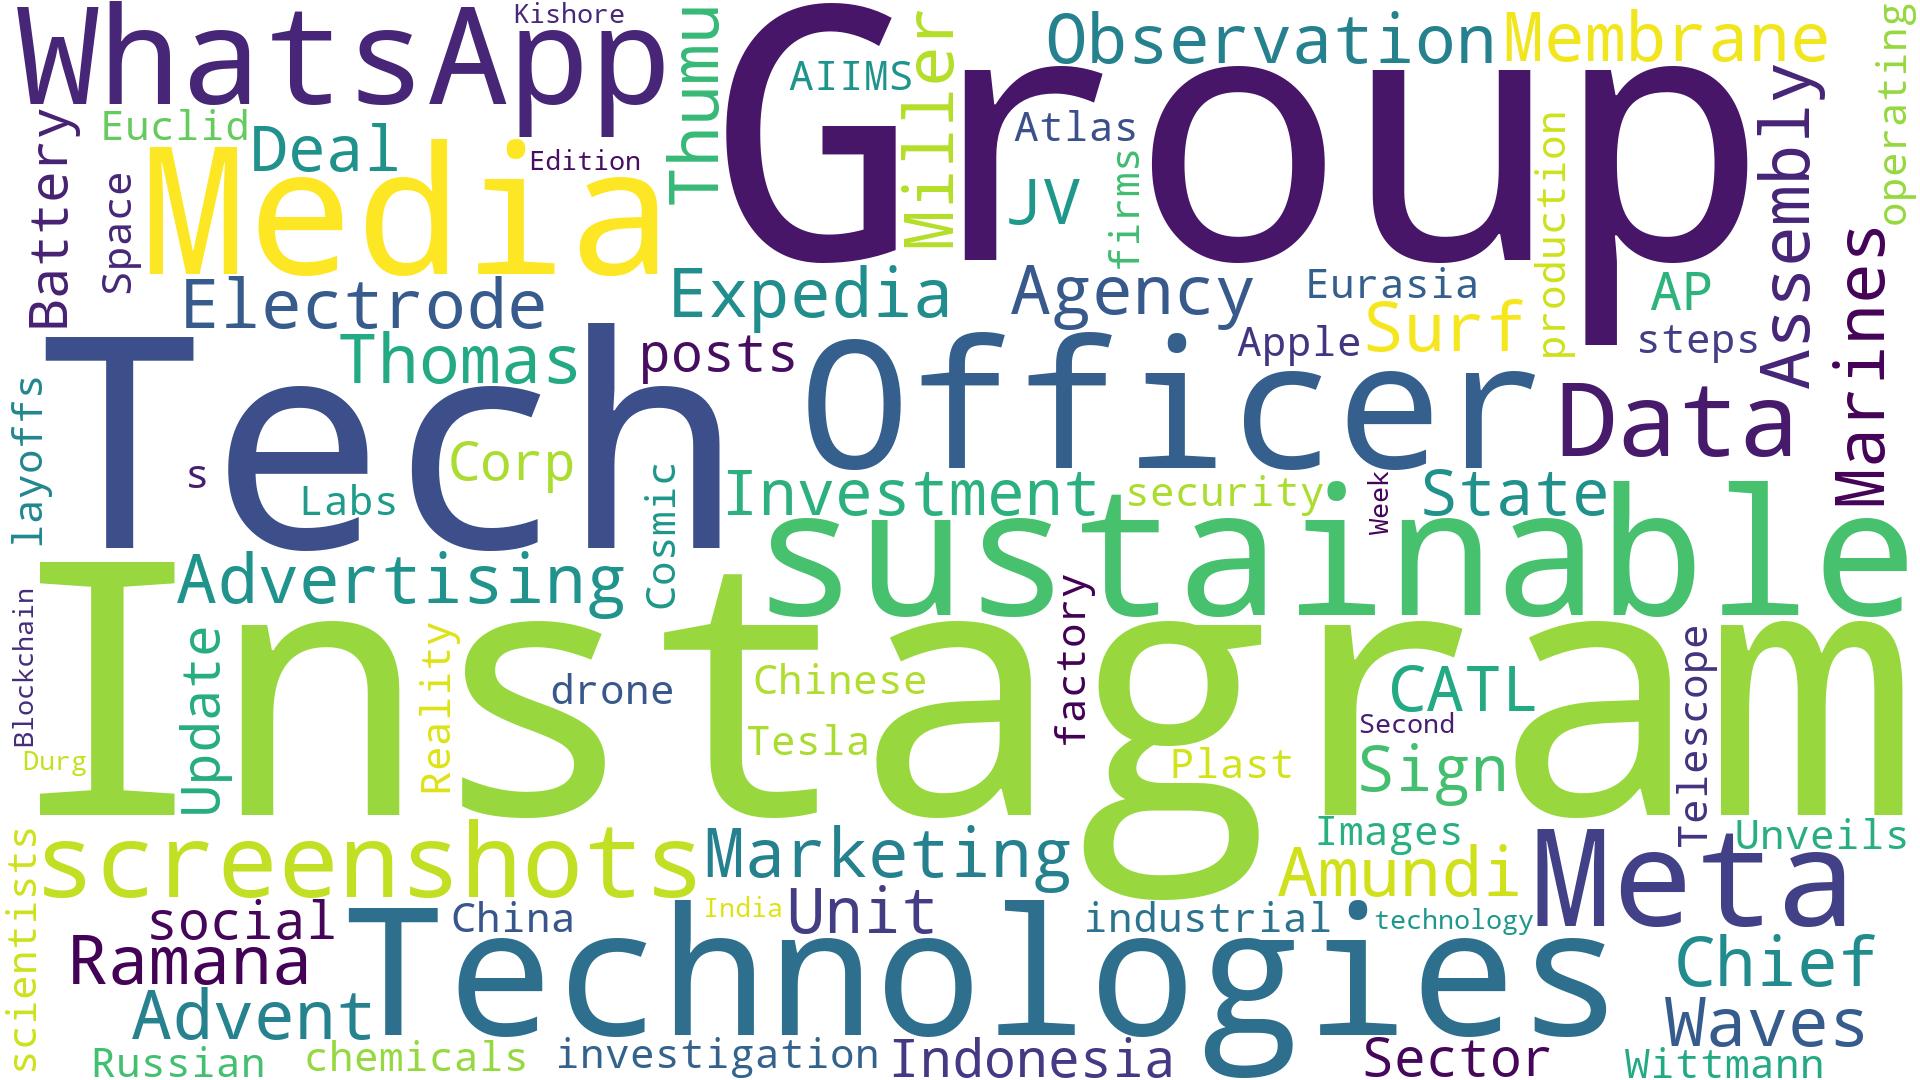 WhatsApp
Kishore
Thumu
Group
AIIMS
Miller
Observation
Membrane
operating
Euclid
Deal
Battery
Space
Media
Edition
Atlas
JV
firms
production
Assembly
Marines
Electrode
Expedia
Agency
Eurasia
Surf
AP
steps
Thomas
posts
Apple
Tech
Officer
Data
layoffs
s
Labs
Corp
Cosmic
Investment
security
Week
State
Advertising
sustainable
Blockchain
Durg
Instagram
Update
Reality
drone
Chinese
Tesla
factory
CATL
Second
Plast
Sign
Telescope
Images
Unveils
scientists
screenshots
Marketing
Amundi
Meta
social
China
India
Unit
industrial
technology
Ramana
Technologies
Chief
Advent
Waves
Russian
chemicals
investigation
Indonesia
Sector
Wittmann